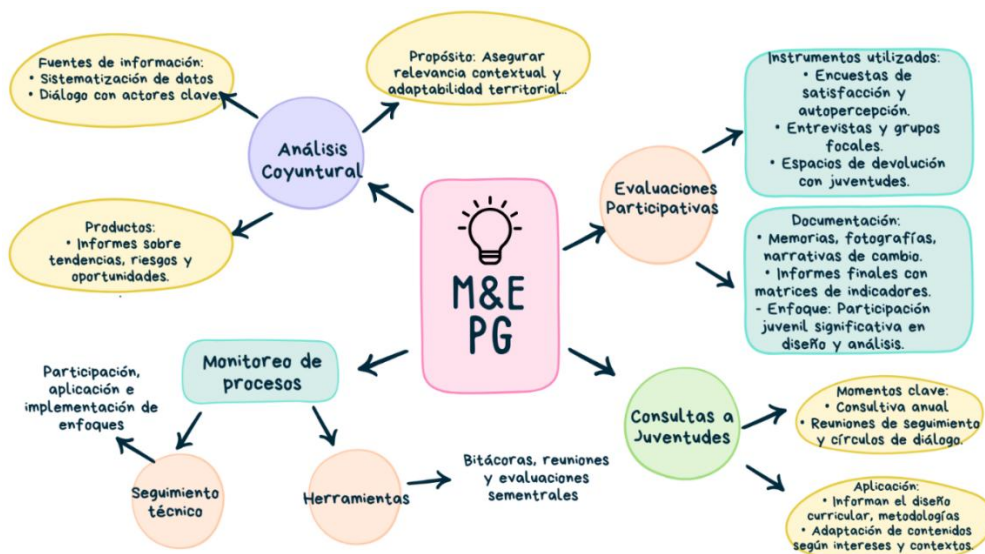 Fuentes de información:
• Sistematización de datos
• Diálogo con actores clave.
Propósito: Asegurar
relevancia contextual y
adaptabilidad territorial..
Análisis
Coyuntural
Productos:
• Informes sobre
tendencias, riesgos y
oportunidades.
.
M&E
PG
Evaluaciones
Participativas
Instrumentos utilizados:
• Encuestas de
satisfacción y
autopercepción.
• Entrevistas y grupos
focales.
• Espacios de devolución
con juventudes.
Documentación:
• Memorias, fotografías,
narrativas de cambio.
• Informes finales con
matrices de indicadores.
- Enfoque: Participación
juvenil significativa en
diseño y análisis.
Monitoreo de
procesos
Participación,
aplicación e
implementación de
enfoques
Seguimiento
técnico
Herramientas
Bitácoras, reuniones
y evaluaciones
sementrales
Consultas a
Juventudes
Momentos clave:
• Consultiva anual
• Reuniones de seguimiento
y círculos de diálogo.
Aplicación:
• Informan el diseño
curricular, metodologías
• Adaptación de contenidos
según intereses y contextos.